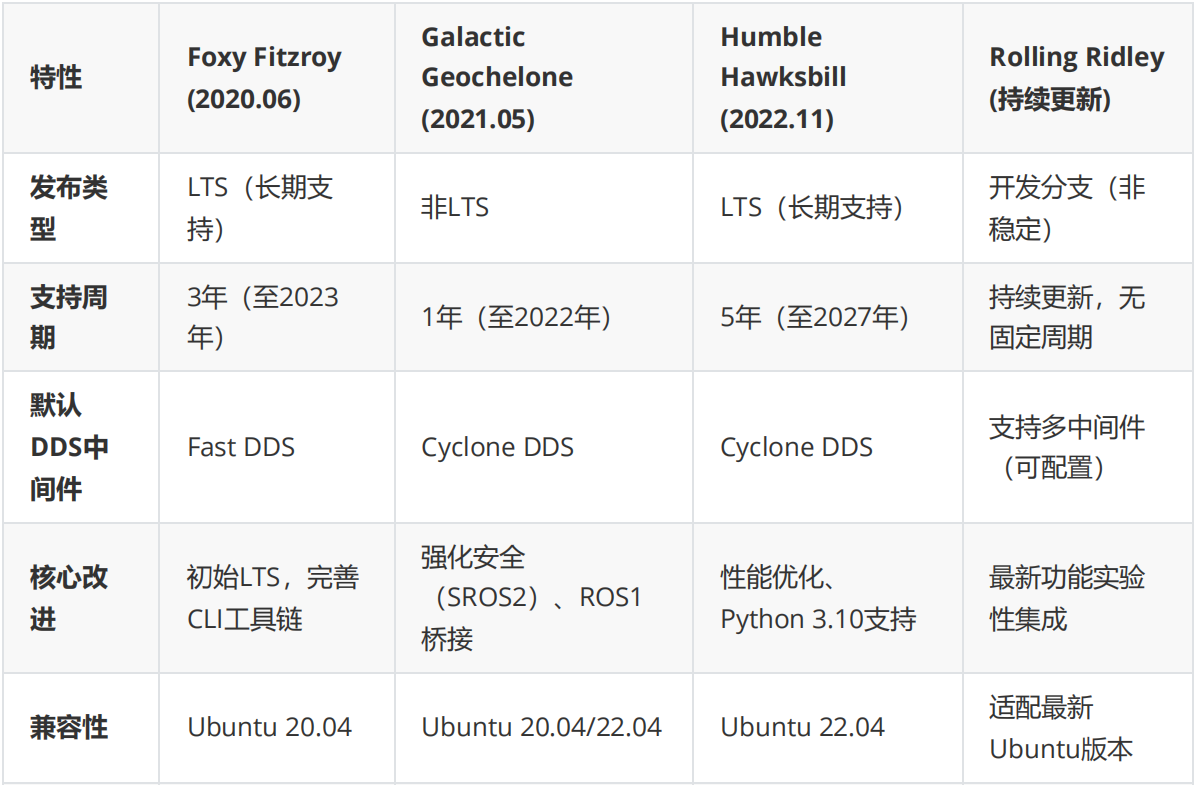 特性
Foxy Fitzroy
(2020.06)
Galactic
Geochelone
(2021.05)
Humble
Hawksbill
(2022.11)
Rolling Ridley
(持续更新)
发布类
型
LTS（长期支
持）
非LTS
LTS（长期支持）
开发分支（非
稳定）
支持周
期
3年（至2023
年）
1年（至2022年）
5年（至2027年）
持续更新，无
固定周期
默认
DDS中
间件
Fast DDS
Cyclone DDS
Cyclone DDS
支持多中间件
（可配置）
核心改
进
初始LTS，完善
CLI工具链
强化安全
（SROS2）、ROS1
桥接
性能优化、
Python 3.10支持
最新功能实验
性集成
兼容性
Ubuntu 20.04
Ubuntu 20.04/22.04
Ubuntu 22.04
适配最新
Ubuntu版本